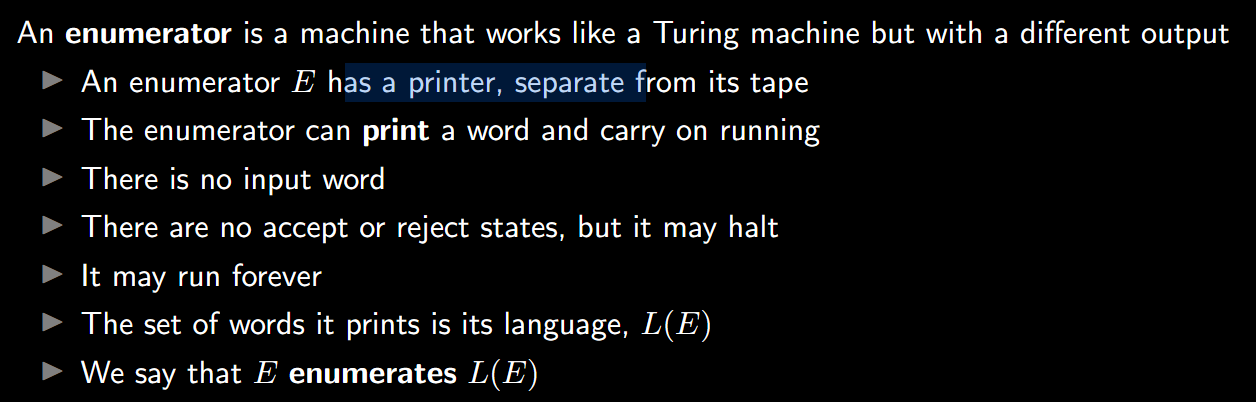 An enumerator is a machine that works like a Turing machine but with a different output
▶ An enumerator E has a printer, separate from its tape
▶ The enumerator can print a word and carry on running
▶ There is no input word
▶ There are no accept or reject states, but it may halt
▶ It may run forever
▶ The set of words it prints is its language, L(E)
▶ We say that E enumerates L(E)